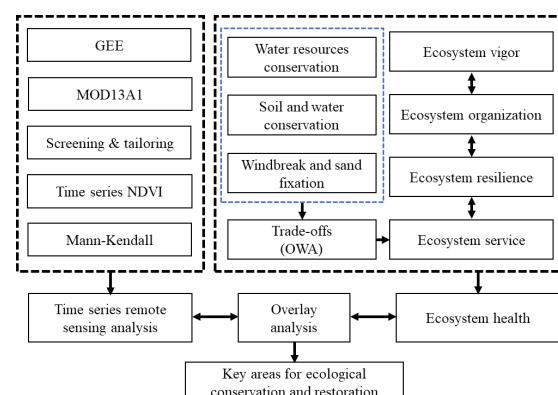 GEE
MOD13A1
Screening & tailoring
Time series NDVI
Mann-Kendall
Water resources
conservation
Soil and water
conservation
Windbreak and sand
fixation
Trade-offs
(OWA)
Ecosystem vigor
Ecosystem organization
Ecosystem resilience
Ecosystem service
Time series remote
sensing analysis
Overlay
analysis
Ecosystem health
Key areas for ecological
conservation and restoration